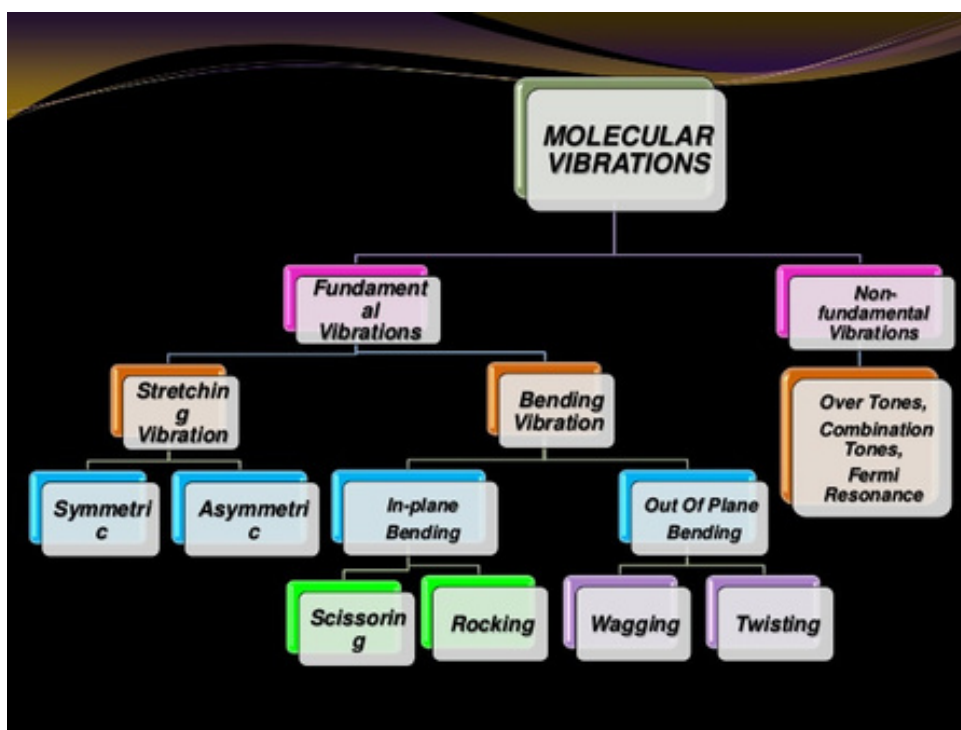 MOLECULAR
VIBRATIONS
Fundament
al
Vibrations
Non-
fundamental
Vibrations
Stretchin
g
Vibration
Bending
Vibration
Over Tones,
Combination
Tones,
Fermi
Resonance
Symmetri
c
Asymmetri
c
In-plane
Bending
Out Of Plane
Bending
Scissorin
g
Rocking
Wagging
Twisting